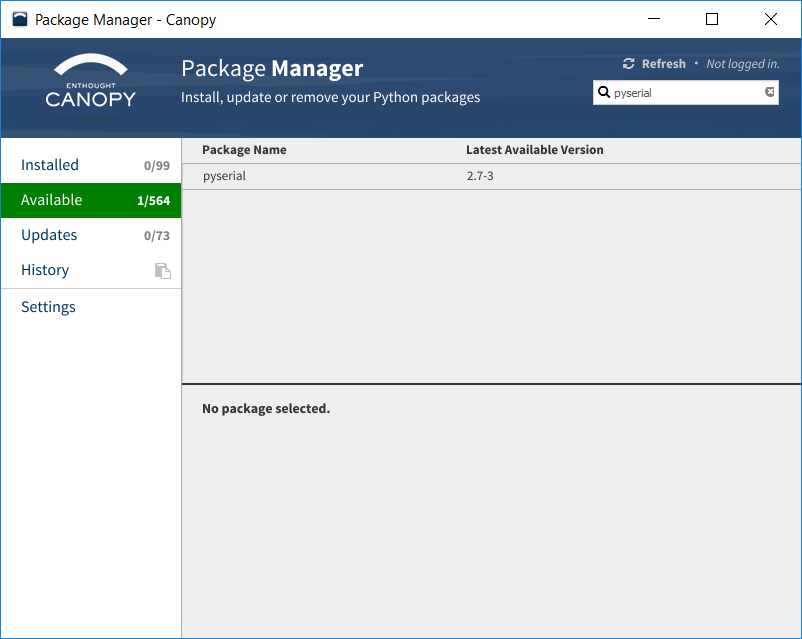 Package Manager - Canopy
ENTHOUGHT
CANOPY
Package Manager
Install, update or remove your Python packages
Refresh • Not logged in.
pyserial
Installed 0/99
Available 1/564
Updates 0/73
History
Settings
Package Name Latest Available Version
pyserial 2.7-3
No package selected.